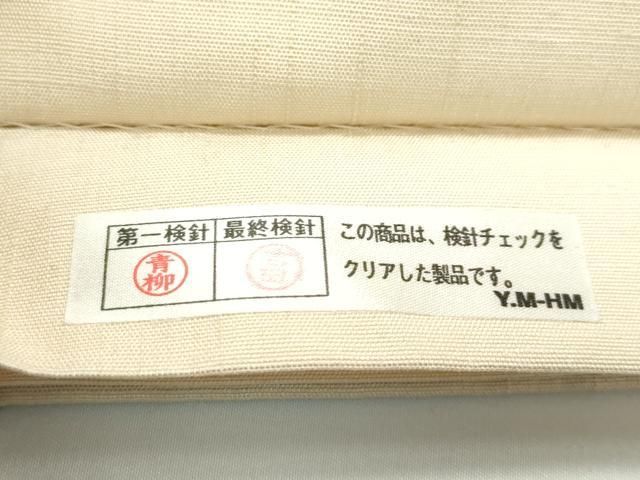 第一検針 最終検針
青柳
この商品は、検針チェックを
クリアした製品です。
Y.M-HM